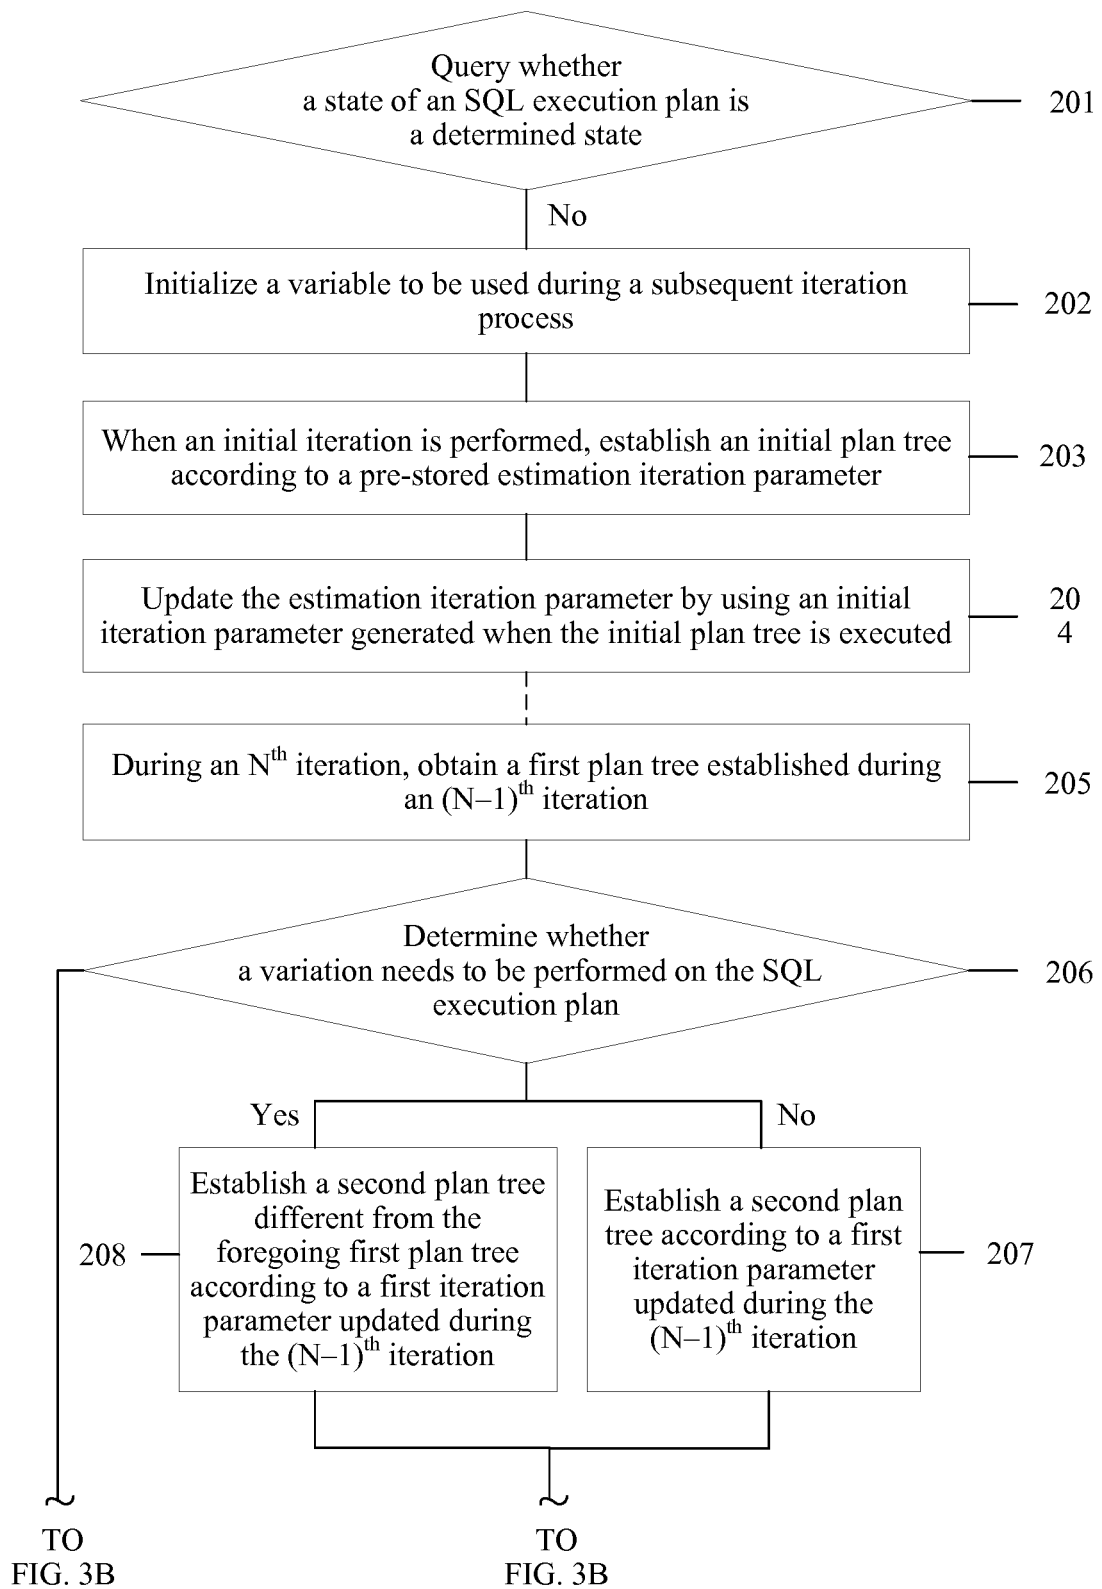 Query whether
a state of an SQL execution plan is
a determined state
201
No
Initialize a variable to be used during a subsequent iteration
process
202
When an initial iteration is performed, establish an initial plan tree
according to a pre-stored estimation iteration parameter
203
Update the estimation iteration parameter by using an initial
iteration parameter generated when the initial plan tree is executed
20
4
During an Nth iteration, obtain a first plan tree established during
an (N–1)th iteration
205
Determine whether
a variation needs to be performed on the SQL
execution plan
206
Yes
No
Establish a second plan tree
different from the
foregoing first plan tree
according to a first iteration
parameter updated during
the (N–1)th iteration
208
Establish a second plan
tree according to a first
iteration parameter
updated during the
(N–1)th iteration
207
TO
FIG. 3B
TO
FIG. 3B